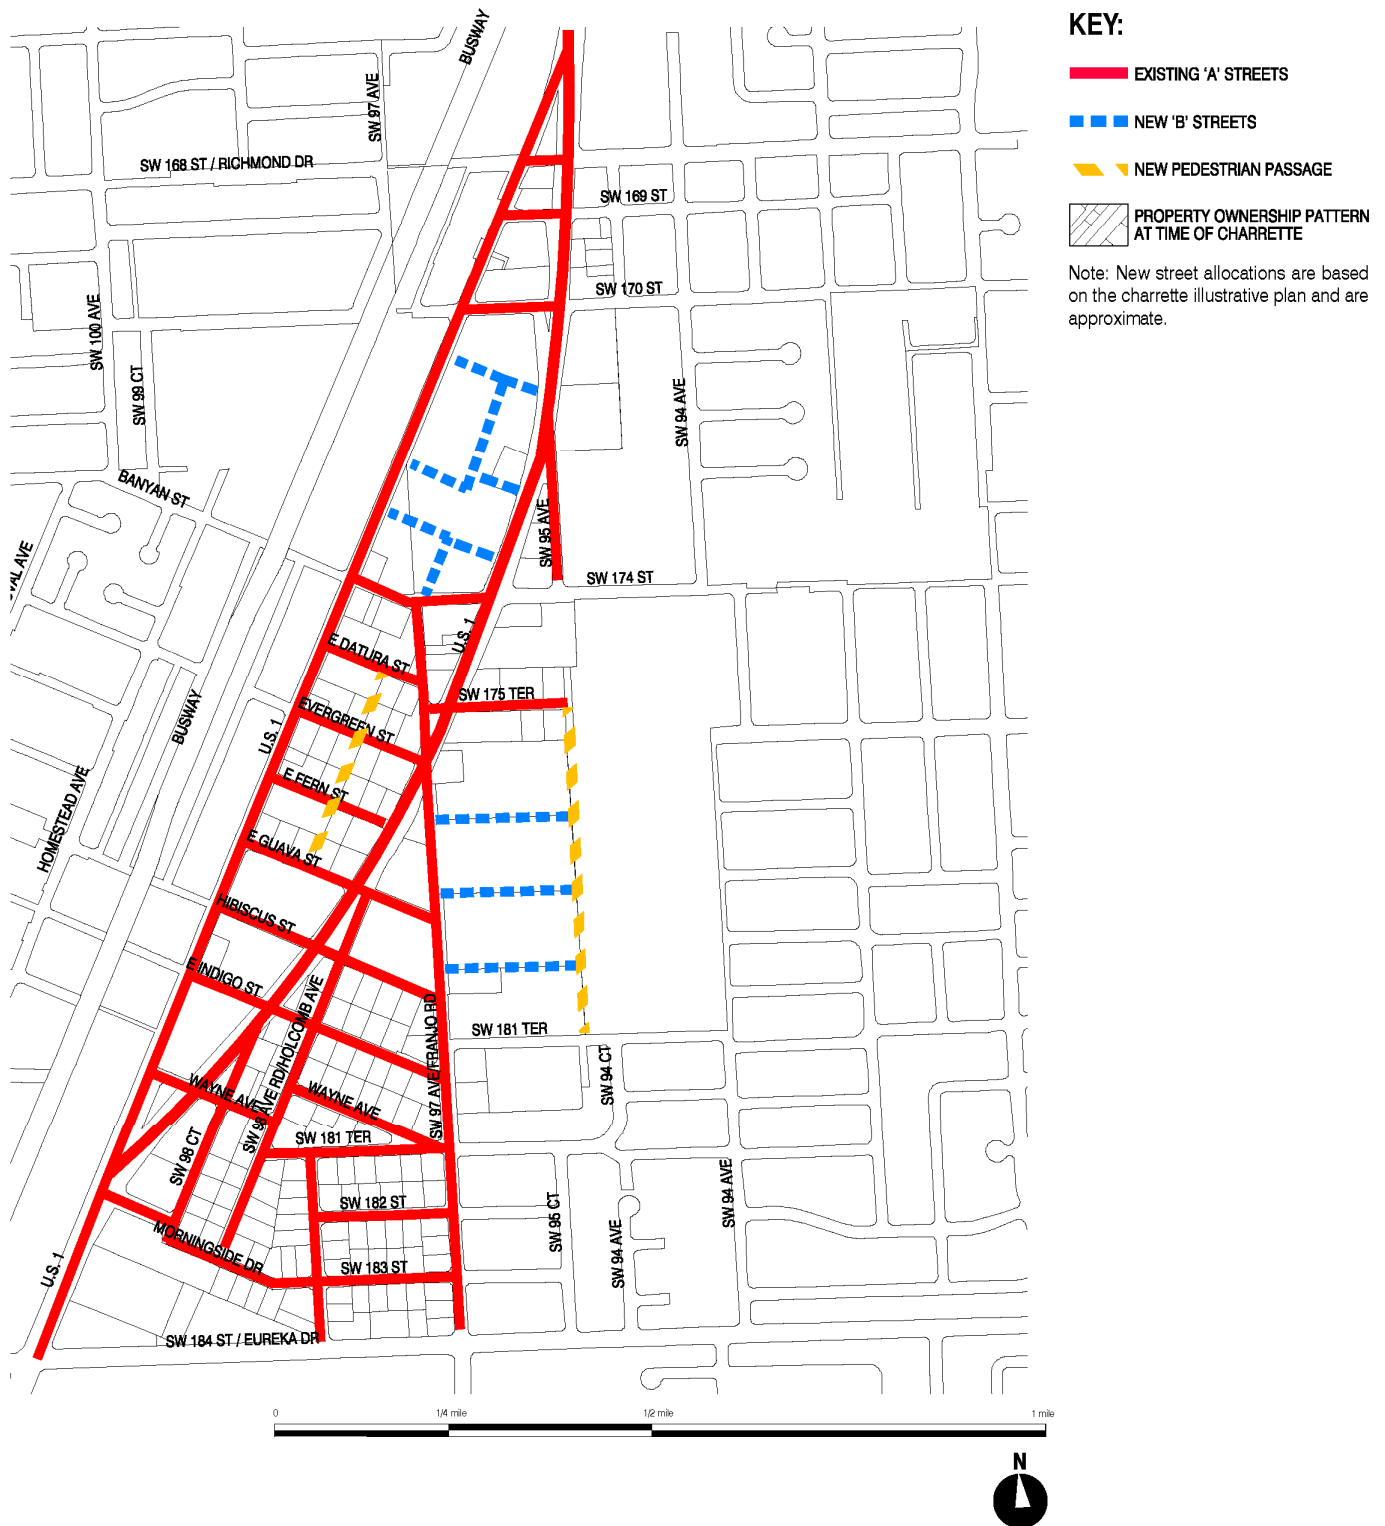 KEY:
EXISTING 'A' STREETS
NEW 'B' STREETS
NEW PEDESTRIAN PASSAGE
PROPERTY OWNERSHIP PATTERN
AT TIME OF CHARRETTE
Note: New street allocations are based
on the charrette illustrative plan and are
approximate.
BUSWAY
SW 97 AVE
SW 168 ST / RICHMOND DR
SW 169 ST
SW 170 ST
SW 100 AVE
SW 99 CT
SW 94 AVE
BANYAN ST
SW 95 AVE
SW 174 ST
U.S. 1
E DATURA ST
SW 175 TER
EVERGREEN ST
BUSWAY
U.S. 1
E FERN ST
HOMESTEAD AVE
E GUAVA ST
HIBISCUS ST
E INDIGO ST
SW 98 AVE RD/HOLCOMB AVE
SW 97 AVE/FRANJO RD
SW 181 TER
SW 94 CT
WAYNE AVE
WAYNE AVE
SW 98 CT
SW 181 TER
SW 182 ST
SW 95 CT
SW 94 AVE
SW 94 AVE
MORNINGSIDE DR
SW 183 ST
U.S. 1
SW 184 ST / EUREKA DR
0
1/4 mile
1/2 mile
1 mile
N